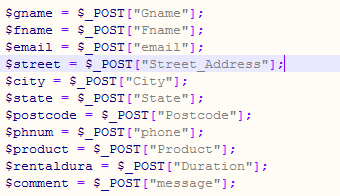 $gname = $_POST["Gname"];
$fname = $_POST["Fname"];
$email = $_POST["email"];
$street = $_POST["Street_Address"];
$city = $_POST["City"];
$state = $_POST["State"];
$postcode = $_POST["Postcode"];
$phnum = $_POST["phone"];
$product = $_POST["Product"];
$rentaldura = $_POST["Duration"];
$comment = $_POST["message"];